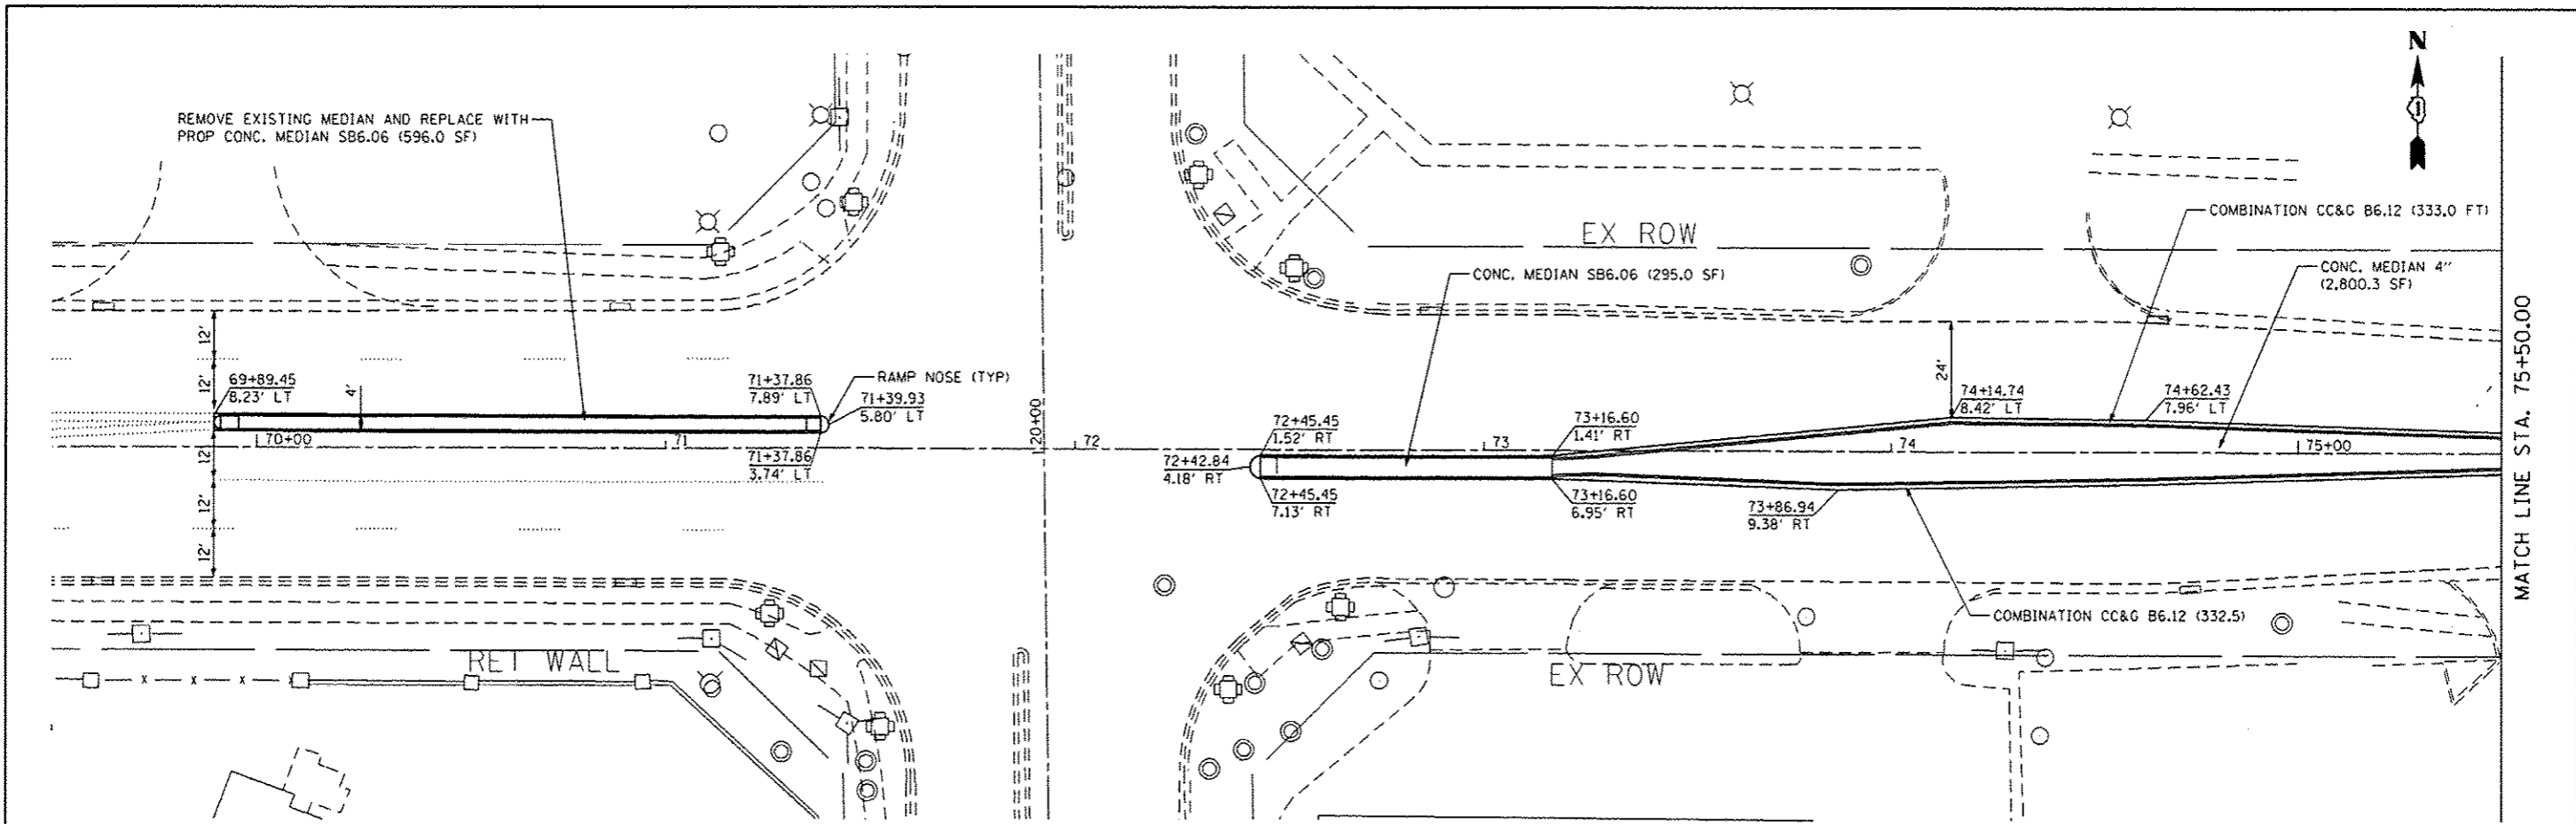 N
REMOVE EXISTING MEDIAN AND REPLACE WITH
PROP CONC. MEDIAN SB6.06 (596.0 SF)
COMBINATION CC&G B6.12 (333.0 FT)
EX ROW
CONC. MEDIAN SB6.06 (295.0 SF)
CONC. MEDIAN 4"
(2,800.3 SF)
MATCH LINE STA. 75+50.00
12'
12'
12'
12'
12'
4'
24'
69+89.45
8.23' LT
71+37.86
7.89' LT
RAMP NOSE (TYP)
71+39.93
5.80' LT
71+37.86
3.74' LT
70+00
71
20+00
72
72+45.45
1.52' RT
72+42.84
4.18' RT
72+45.45
7.13' RT
73+16.60
1.41' RT
73
73+16.60
6.95' RT
74+14.74
8.42' LT
74+62.43
7.96' LT
74
75+00
73+86.94
9.38' RT
COMBINATION CC&G B6.12 (332.5)
RET WALL
x x x x
EX ROW